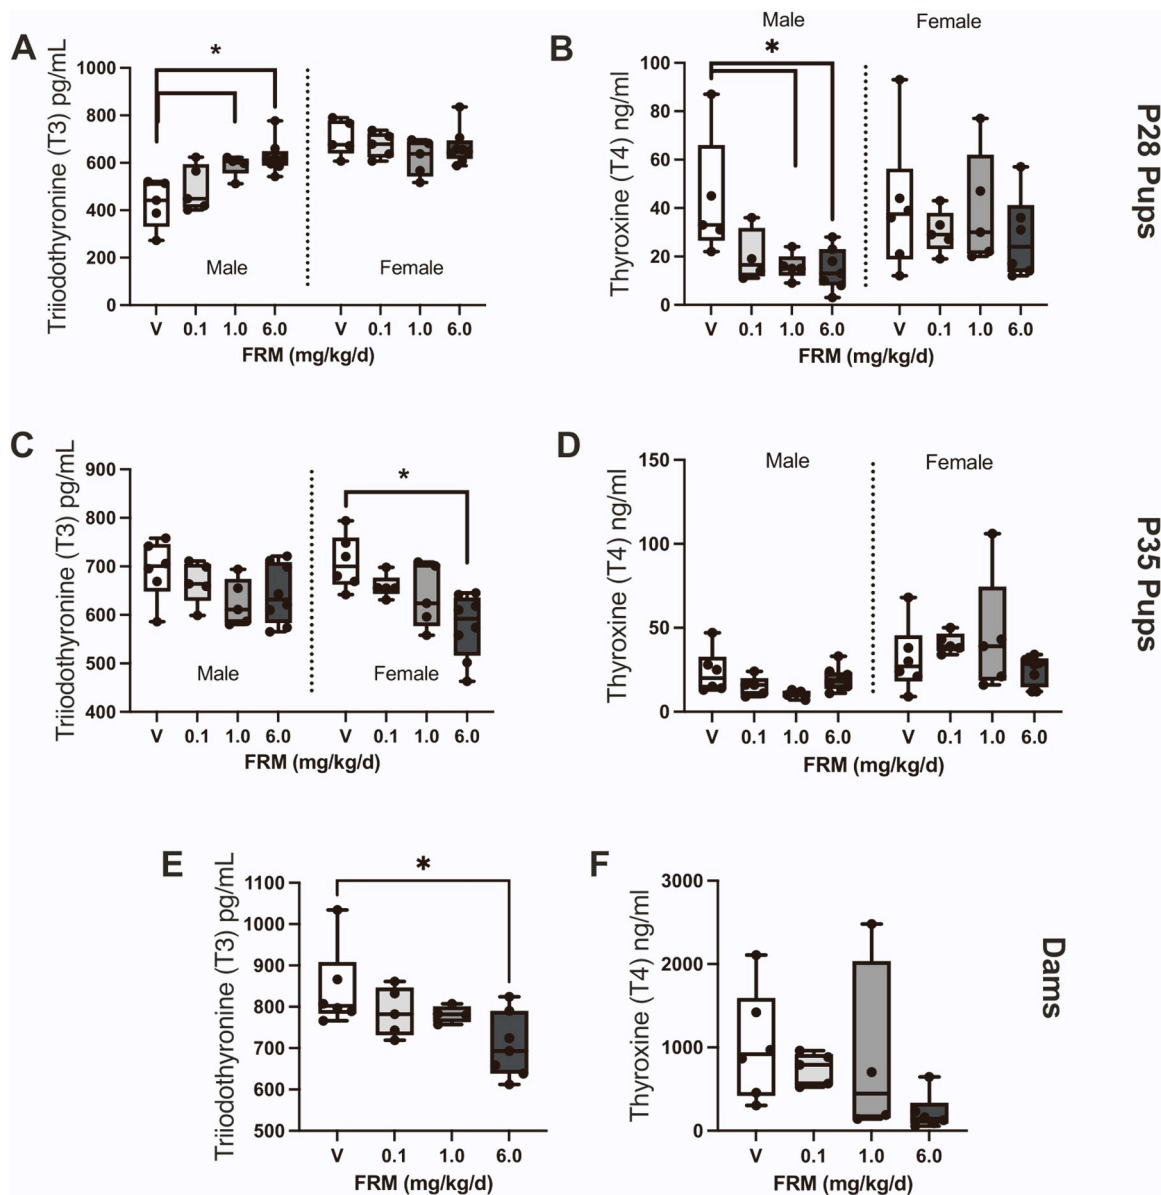 A
Triiodothyronine (T3) pg/mL
1000
800
600
400
200
0
*
Male
Female
V 0.1 1.0 6.0 V 0.1 1.0 6.0
FRM (mg/kg/d)
B
Male Female
Thyroxine (T4) ng/ml
100
80
60
40
20
0
*
V 0.1 1.0 6.0 V 0.1 1.0 6.0
FRM (mg/kg/d)
P28 Pups
C
Triiodothyronine (T3) pg/mL
900
800
700
600
500
400
*
Male Female
V 0.1 1.0 6.0 V 0.1 1.0 6.0
FRM (mg/kg/d)
D
Male Female
Thyroxine (T4) ng/ml
150
100
50
0
V 0.1 1.0 6.0 V 0.1 1.0 6.0
FRM (mg/kg/d)
P35 Pups
E
Triiodothyronine (T3) pg/mL
1100
1000
900
800
700
600
500
*
V 0.1 1.0 6.0
FRM (mg/kg/d)
F
Thyroxine (T4) ng/ml
3000
2000
1000
0
V 0.1 1.0 6.0
FRM (mg/kg/d)
Dams